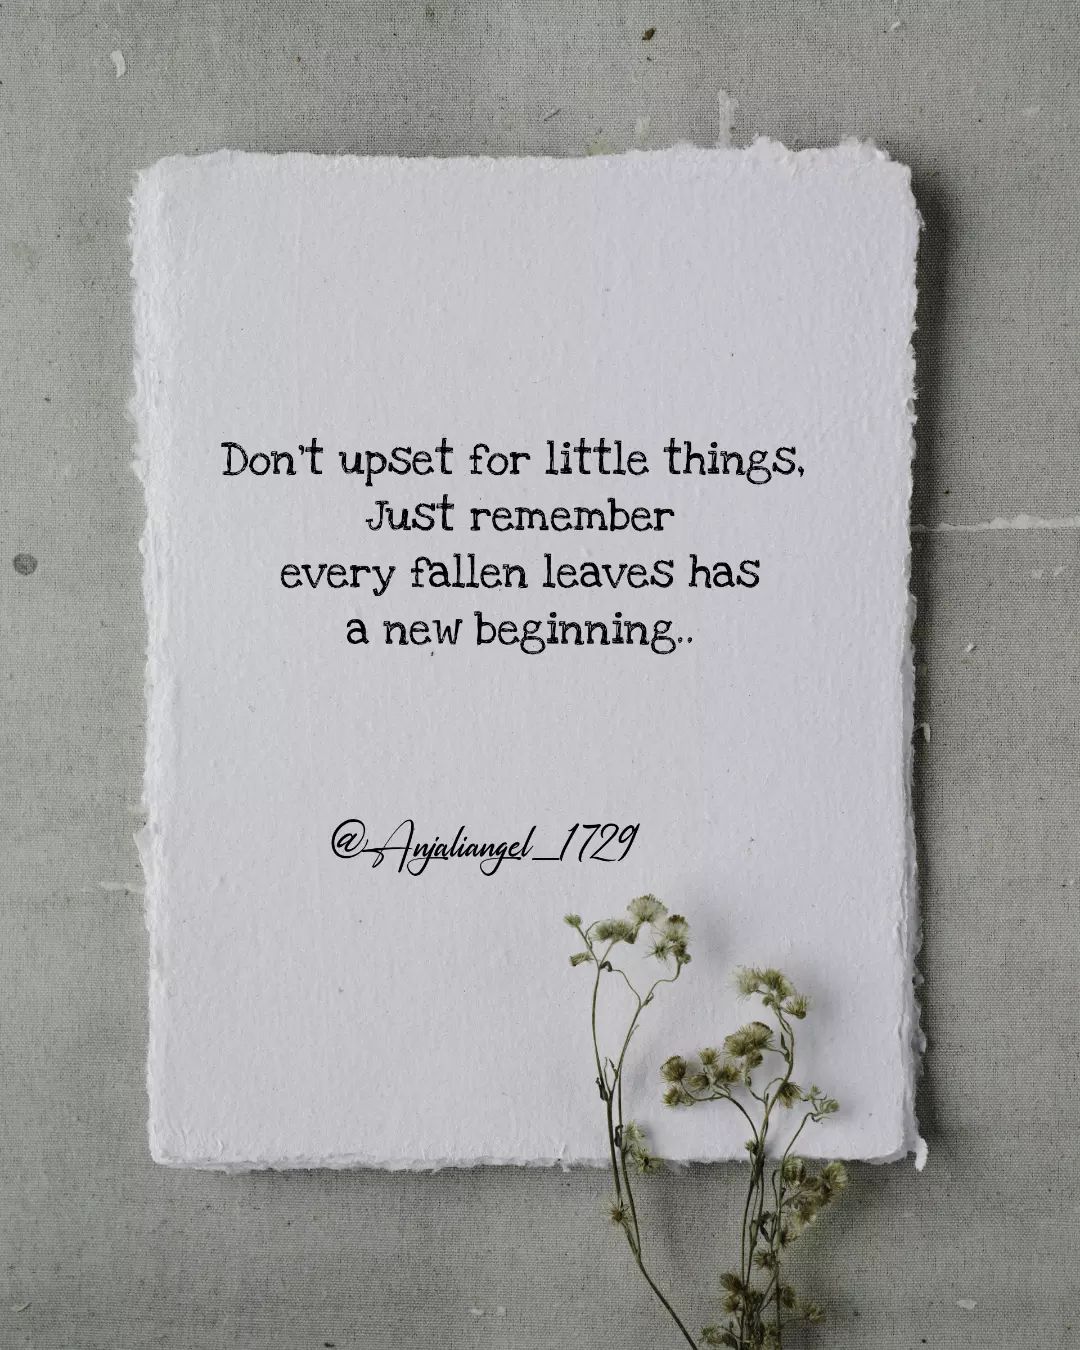 Don't upset for little things,
Just remember
every fallen leaves has
a new beginning..
@Anjaliangel_1729